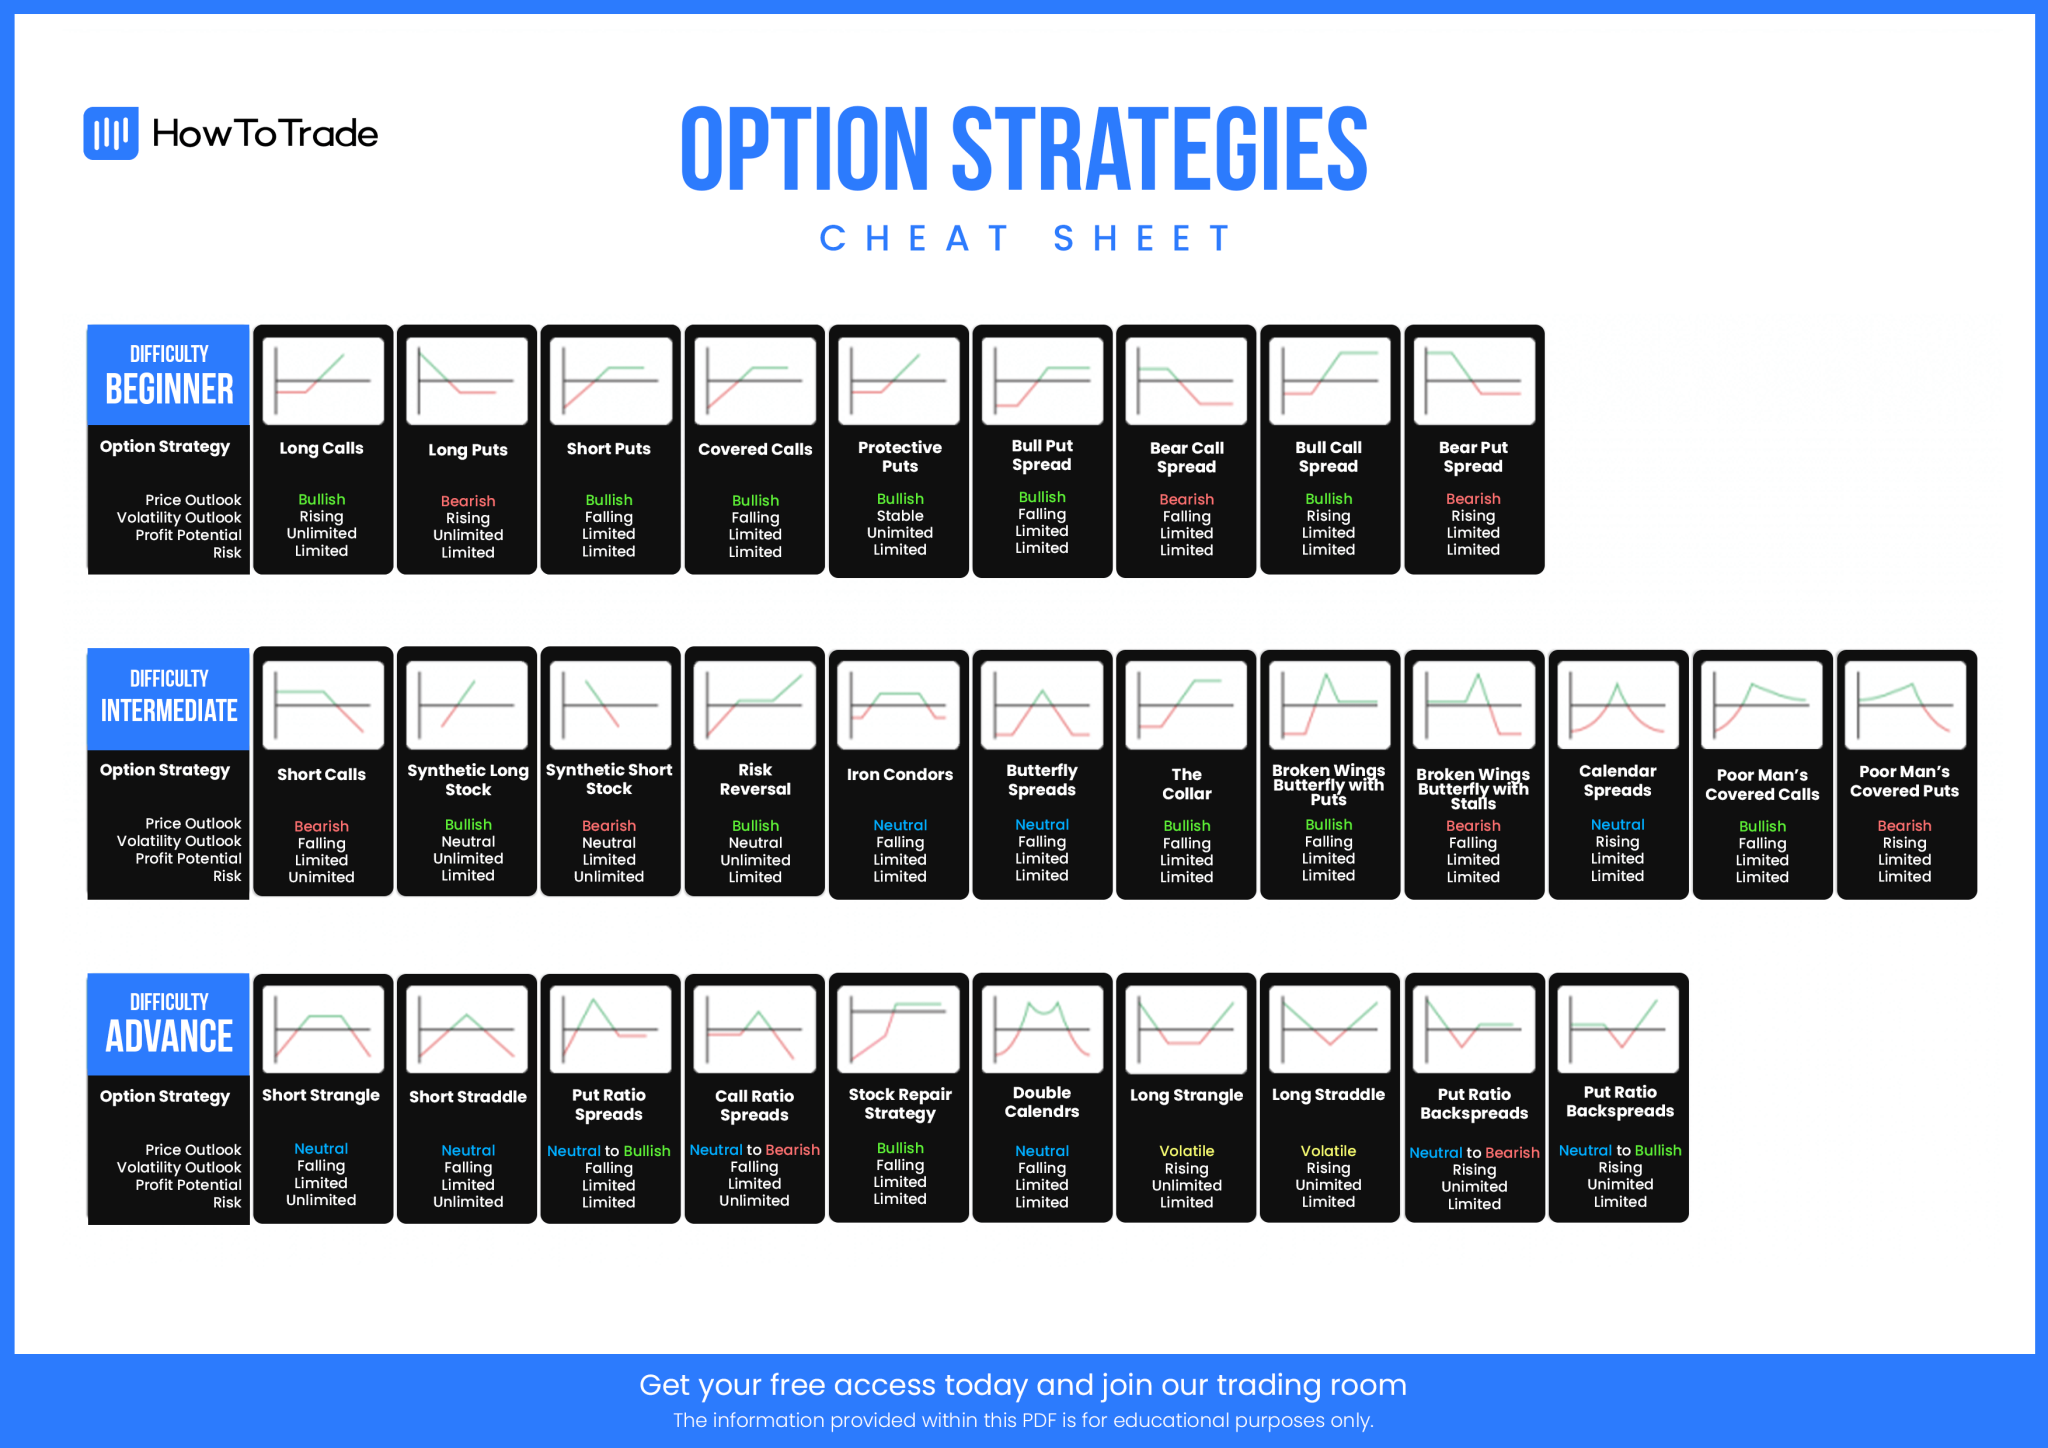 HowToTrade
OPTION STRATEGIES
CHEAT SHEET
DIFFICULTY
BEGINNER
Option Strategy
Price Outlook
Volatility Outlook
Profit Potential
Risk
Long Calls
Bullish
Rising
Unlimited
Limited
Long Puts
Bearish
Rising
Unlimited
Limited
Short Puts
Bullish
Falling
Limited
Limited
Covered Calls
Bullish
Falling
Limited
Limited
Protective
Puts
Bullish
Stable
Unimited
Limited
Bull Put
Spread
Bullish
Falling
Limited
Limited
Bear Call
Spread
Bearish
Falling
Limited
Limited
Bull Call
Spread
Bullish
Rising
Limited
Limited
Bear Put
Spread
Bearish
Rising
Limited
Limited
DIFFICULTY
INTERMEDIATE
Option Strategy
Price Outlook
Volatility Outlook
Profit Potential
Risk
Short Calls
Bearish
Falling
Limited
Unimited
Synthetic Long
Stock
Bullish
Neutral
Unlimited
Limited
Synthetic Short
Stock
Bearish
Neutral
Limited
Unlimited
Risk
Reversal
Bullish
Neutral
Unlimited
Limited
Iron Condors
Neutral
Falling
Limited
Limited
Butterfly
Spreads
Neutral
Falling
Limited
Limited
The
Collar
Bullish
Falling
Limited
Limited
Broken Wings
Butterfly with
Puts
Bullish
Falling
Limited
Limited
Broken Wings
Butterfly with
Stalls
Bearish
Falling
Limited
Limited
Calendar
Spreads
Neutral
Rising
Limited
Limited
Poor Man's
Covered Calls
Bullish
Falling
Limited
Limited
Poor Man's
Covered Puts
Bearish
Rising
Limited
Limited
DIFFICULTY
ADVANCE
Option Strategy
Price Outlook
Volatility Outlook
Profit Potential
Risk
Short Strangle
Neutral
Falling
Limited
Unlimited
Short Straddle
Neutral
Falling
Limited
Unlimited
Put Ratio
Spreads
Neutral to Bullish
Falling
Limited
Limited
Call Ratio
Spreads
Neutral to Bearish
Falling
Limited
Unlimited
Stock Repair
Strategy
Bullish
Falling
Limited
Limited
Double
Calendrs
Neutral
Falling
Limited
Limited
Long Strangle
Volatile
Rising
Unlimited
Limited
Long Straddle
Volatile
Rising
Unimited
Limited
Put Ratio
Backspreads
Neutral to Bearish
Rising
Unimited
Limited
Put Ratio
Backspreads
Neutral to Bullish
Rising
Unimited
Limited
Get your free access today and join our trading room
The information provided within this PDF is for educational purposes only.